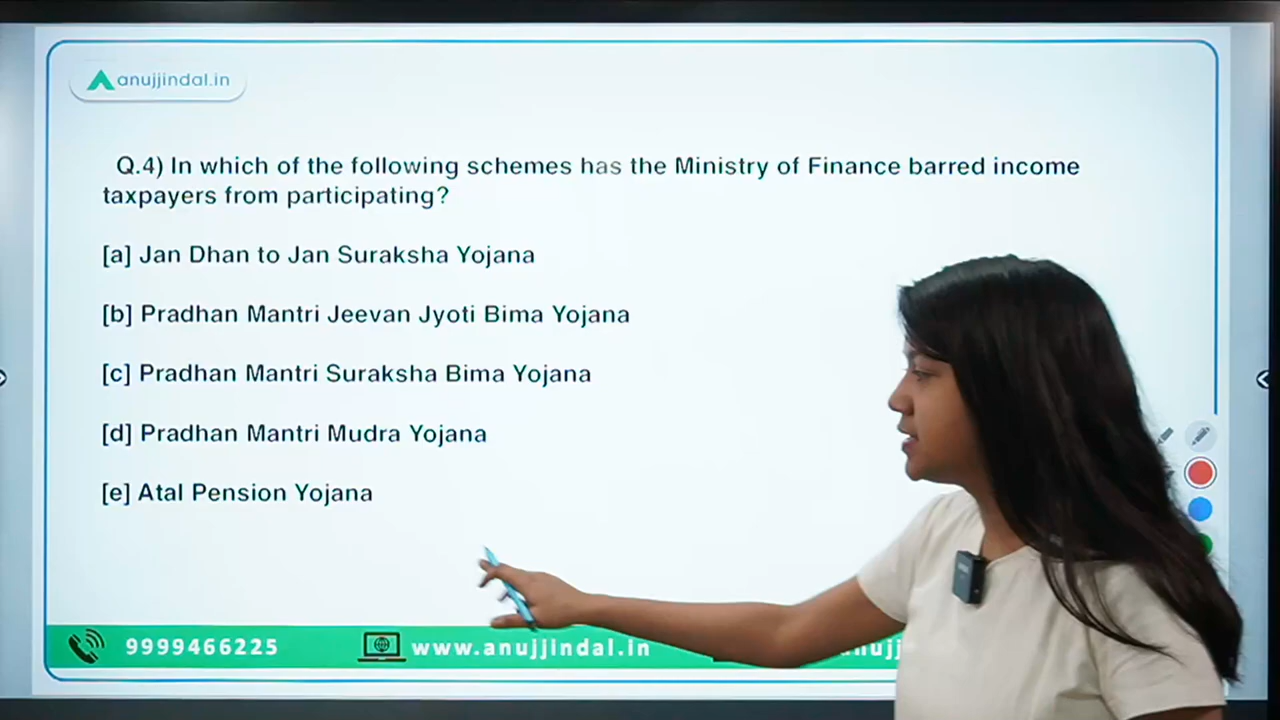 anujjindal.in
Q.4) In which of the following schemes has the Ministry of Finance barred income
taxpayers from participating?
[a] Jan Dhan to Jan Suraksha Yojana
[b] Pradhan Mantri Jeevan Jyoti Bima Yojana
[c] Pradhan Mantri Suraksha Bima Yojana
[d] Pradhan Mantri Mudra Yojana
[e] Atal Pension Yojana
9999466225 www.anujjindal.in